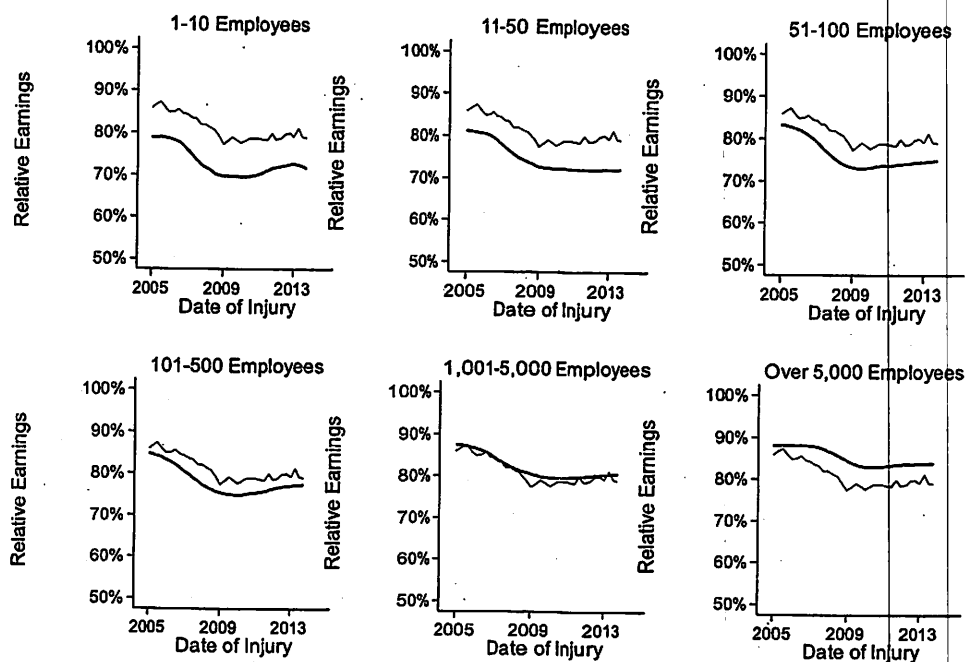 1-10 Employees
100%
90%
80%
70%
60%
50%
Relative Earnings
2005 2009 2013
Date of Injury
11-50 Employees
100%
90%
80%
70%
60%
50%
Relative Earnings
2005 2009 2013
Date of Injury
51-100 Employees
100%
90%
80%
70%
60%
50%
Relative Earnings
2005 2009 2013
Date of Injury
101-500 Employees
100%
90%
80%
70%
60%
50%
Relative Earnings
2005 2009 2013
Date of Injury
1,001-5,000 Employees
100%
90%
80%
70%
60%
50%
Relative Earnings
2005 2009 2013
Date of Injury
Over 5,000 Employees
100%
90%
80%
70%
60%
50%
Relative Earnings
2005 2009 2013
Date of Injury